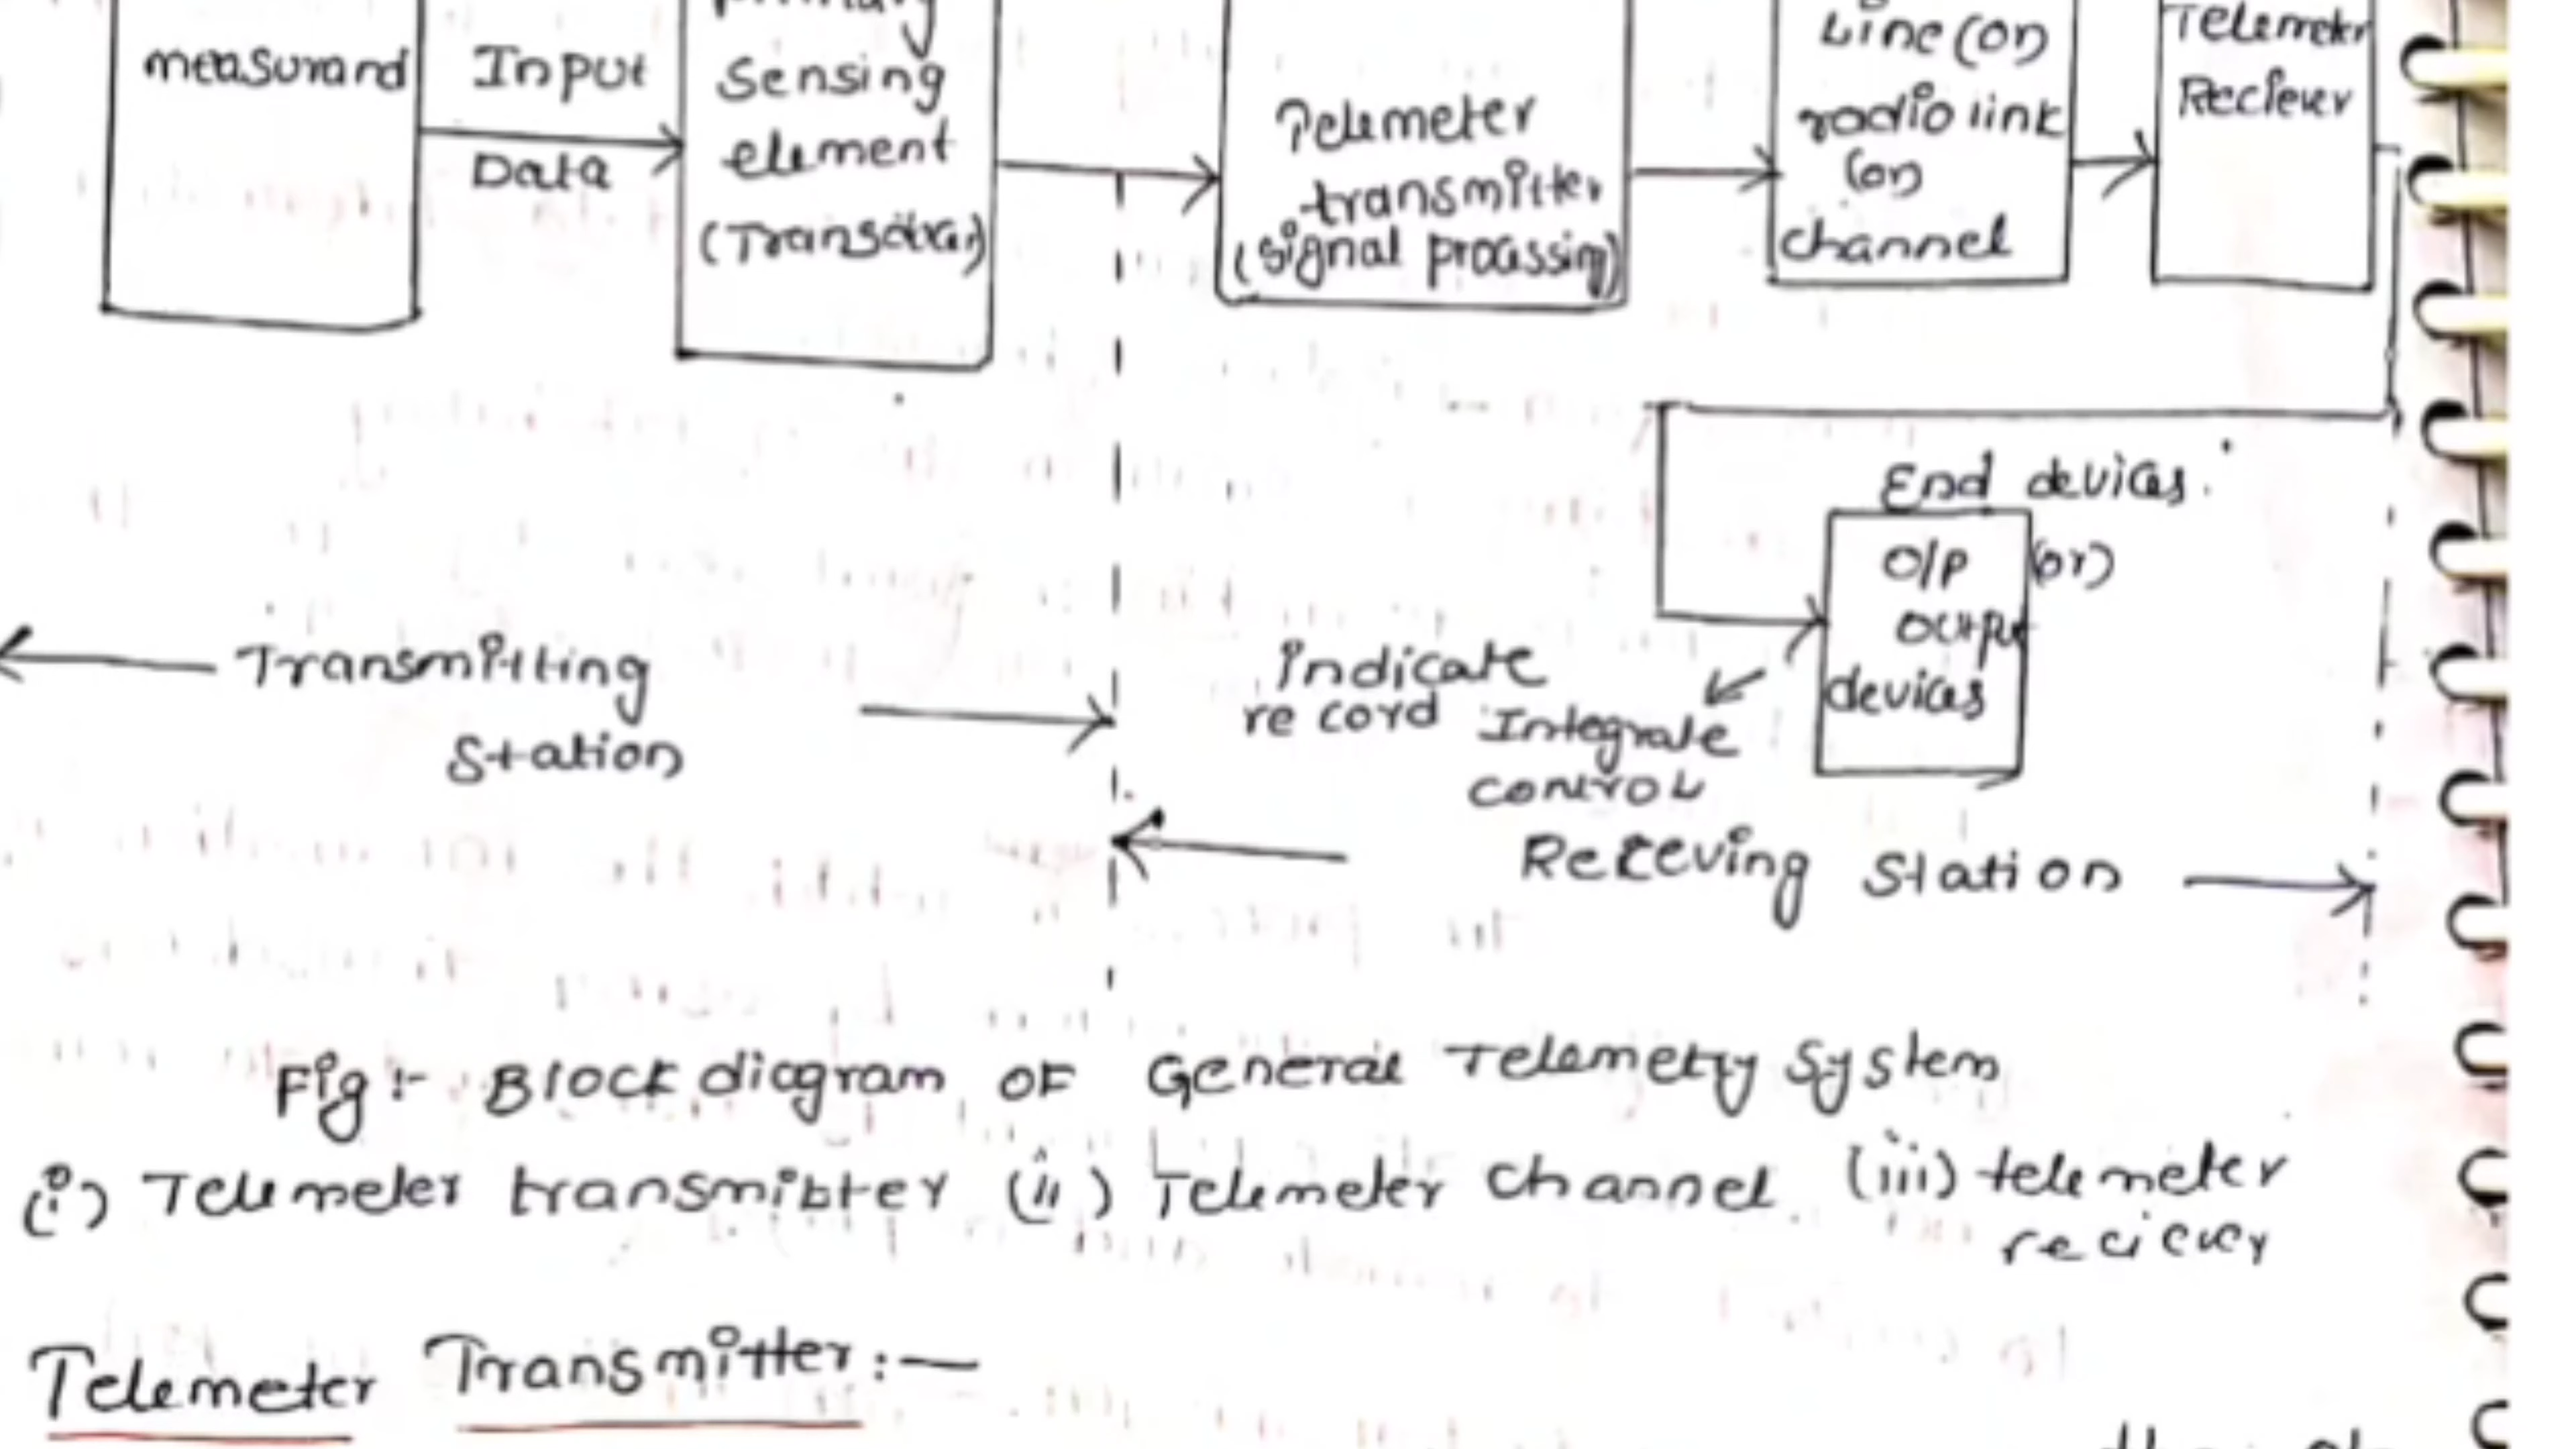 measurand
Input
Data
primary
Sensing
element
(Transducer)
Telemeter
transmitter
(signal processing)
Line (or)
radio link
(or)
channel
Telemeter
Reciever
End devices.
O/P (or)
output
devices
indicate
record
Integrate
control
Transmitting
Station
Receving Station
Fig:- Block diagram of General Telemetry System
(i) Telemeter transmitter (ii) Telemeter channel (iii) telemeter
reciever
Telemeter Transmitter:-